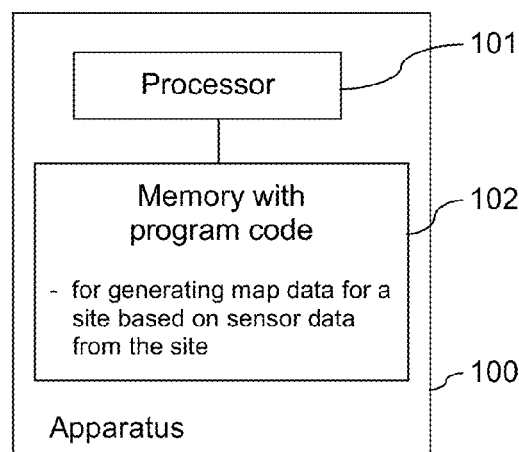 101
Processor
Memory with
program code
102
- for generating map data for a
site based on sensor data
from the site
100
Apparatus